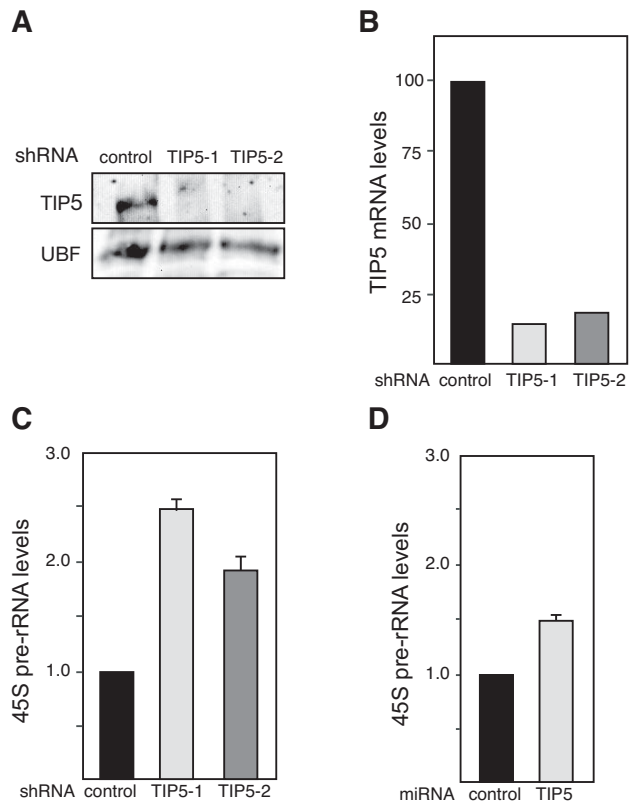 A
shRNA control TIP5-1 TIP5-2
TIP5
UBF
B
TIP5 mRNA levels
100
75
50
25
shRNA control TIP5-1 TIP5-2
C
45S pre-rRNA levels
3.0
2.0
1.0
shRNA control TIP5-1 TIP5-2
D
45S pre-rRNA levels
3.0
2.0
1.0
miRNA control TIP5